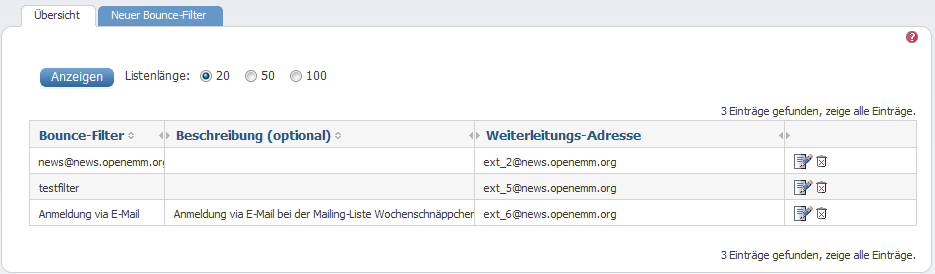 Übersicht Neuer Bounce-Filter
?
Anzeigen Listenlänge: 20 50 100
3 Einträge gefunden, zeige alle Einträge.
Bounce-Filter Beschreibung (optional) Weiterleitungs-Adresse
news@news.openemm.org ext_2@news.openemm.org
testfilter ext_5@news.openemm.org
Anmeldung via E-Mail Anmeldung via E-Mail bei der Mailing-Liste Wochenschnäppchen ext_6@news.openemm.org
3 Einträge gefunden, zeige alle Einträge.